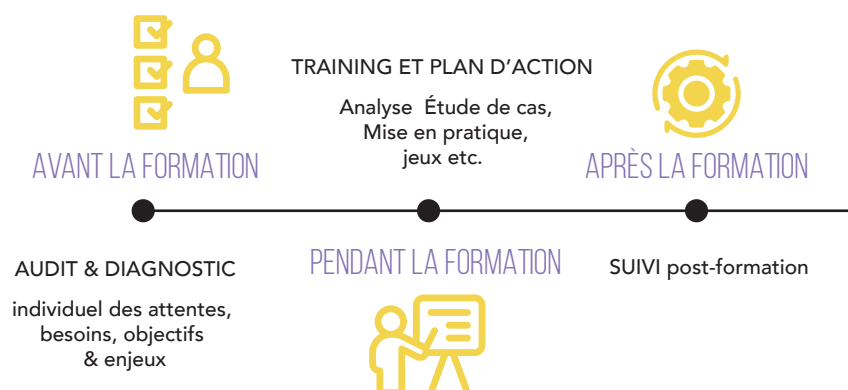 AVANT LA FORMATION
AUDIT & DIAGNOSTIC
individuel des attentes,
besoins, objectifs
& enjeux
TRAINING ET PLAN D’ACTION
Analyse  Étude de cas,
Mise en pratique,
jeux etc.
PENDANT LA FORMATION
APRÈS LA FORMATION
SUIVI post-formation